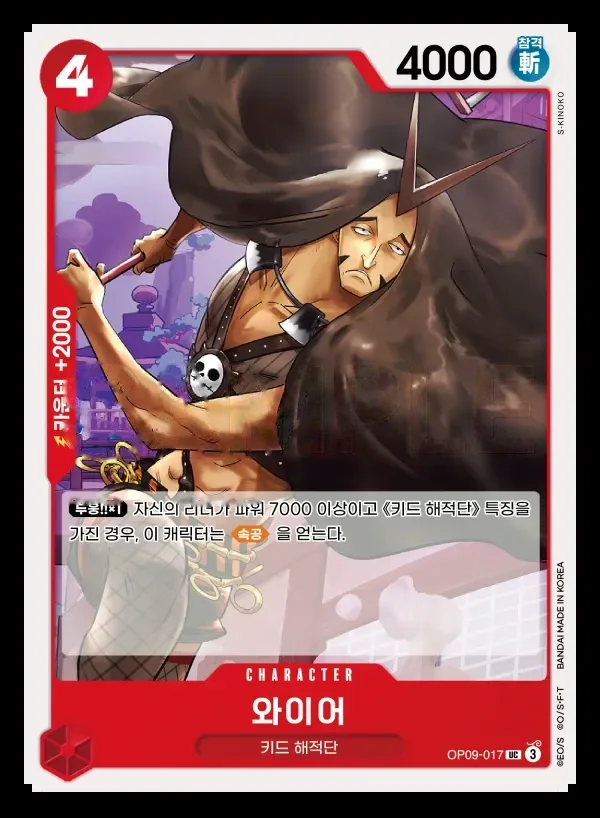 4
4000
참격
斬
S-KINOKO
카운터 +2000
두웅!!×1 자신의 리더가 파워 7000 이상이고 《키드 해적단》 특징을
가진 경우, 이 캐릭터는 속공 을 얻는다.
CHARACTER
와이어
키드 해적단
OP09-017 UC 3
©EO/S ©O/S・F・T BANDAI MADE IN KOREA